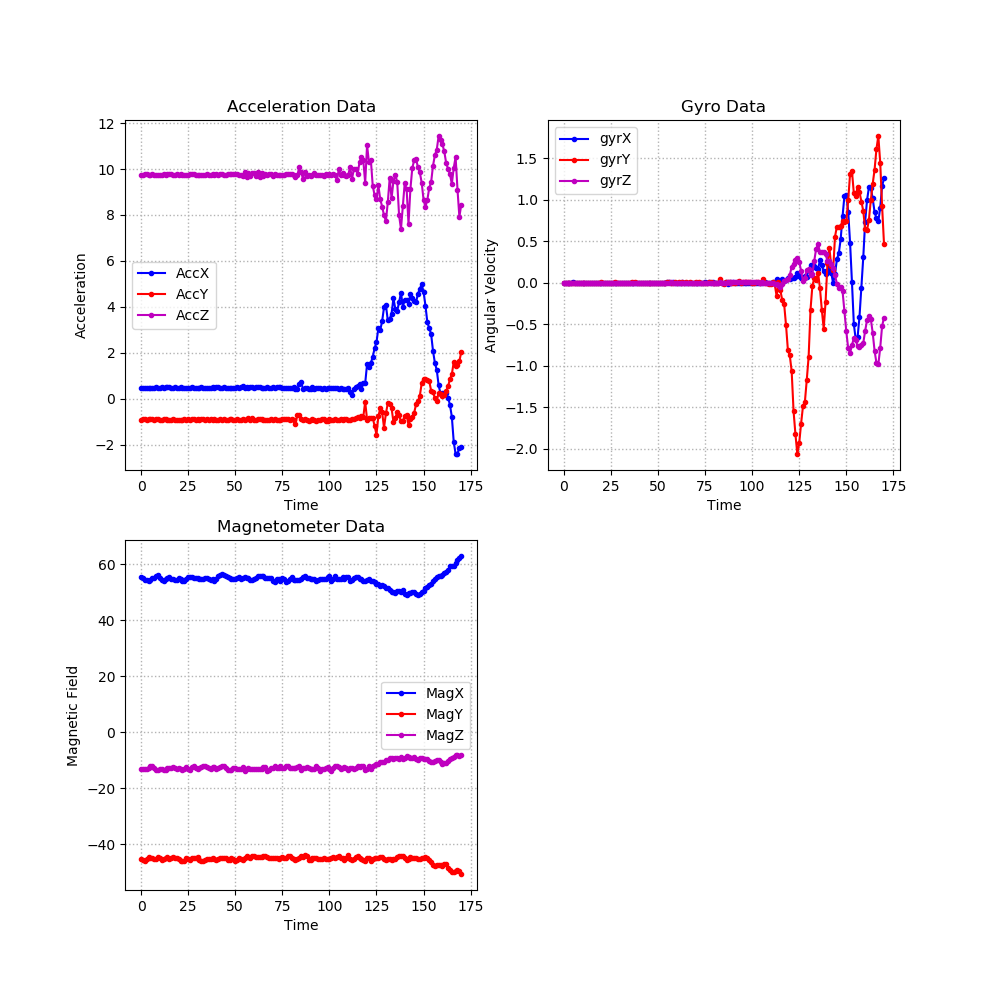 Acceleration Data
12
10
8
6
4
2
0
−2
Acceleration
AccX
AccY
AccZ
0 25 50 75 100 125 150 175
Time
Gyro Data
1.5
1.0
0.5
0.0
−0.5
−1.0
−1.5
−2.0
Angular Velocity
gyrX
gyrY
gyrZ
0 25 50 75 100 125 150 175
Time
Magnetometer Data
60
40
20
0
−20
−40
Magnetic Field
MagX
MagY
MagZ
0 25 50 75 100 125 150 175
Time